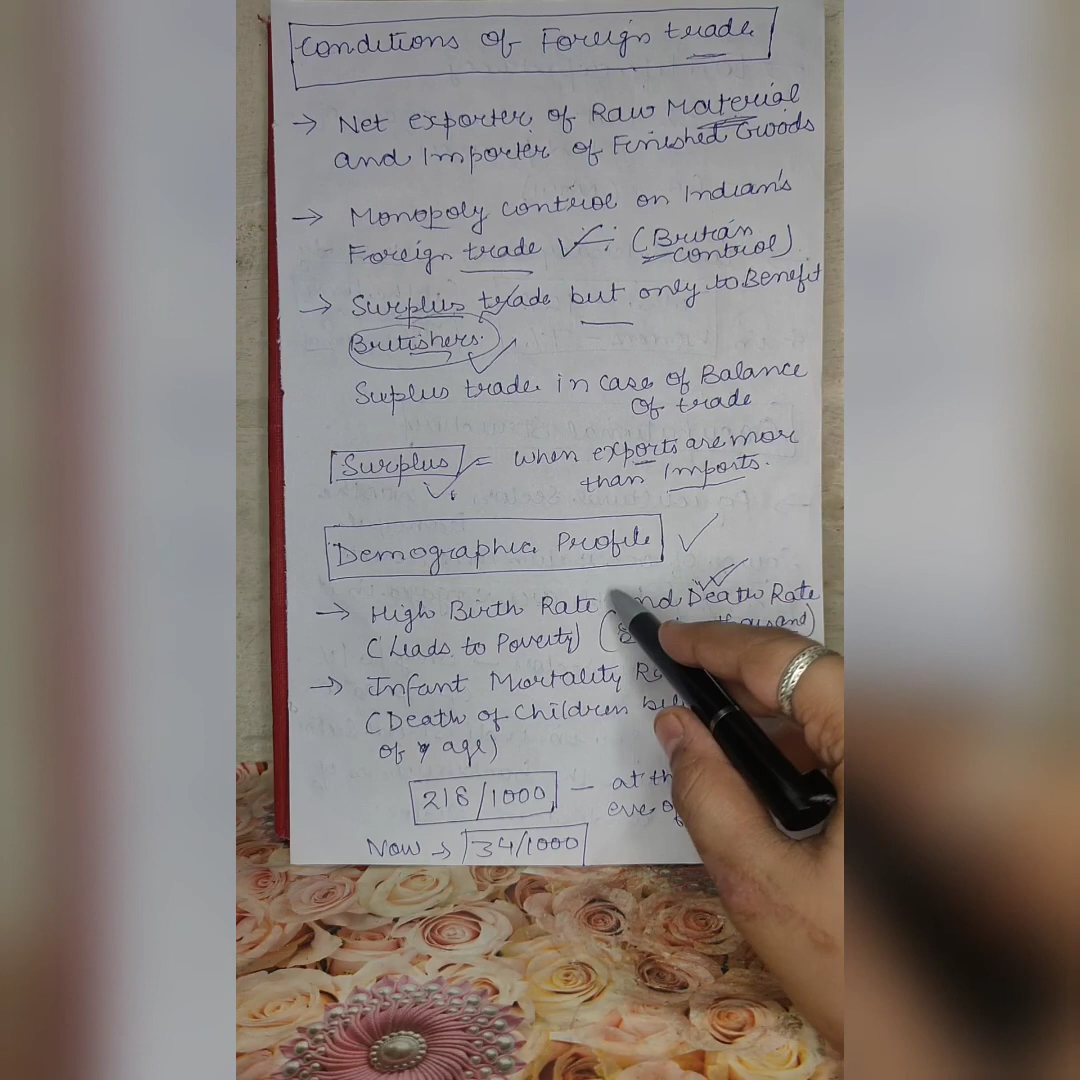 Conditions of Foreign trade
→ Net exporter of Raw Material
and Importer of Finished Goods
→ Monopoly control on Indian's
Foreign trade (Britain
control)
→ Surplus trade but only to Benefit
Britishers.
Suplus trade in case of Balance
Of trade
Surplus = when exports are more
than Imports.
Demographic Profile
→ High Birth Rate and Death Rate
(Leads to Poverty)
→ Infant Mortality
(Death of Children
of age)
218/1000 — at
eve of
Now → 34/1000